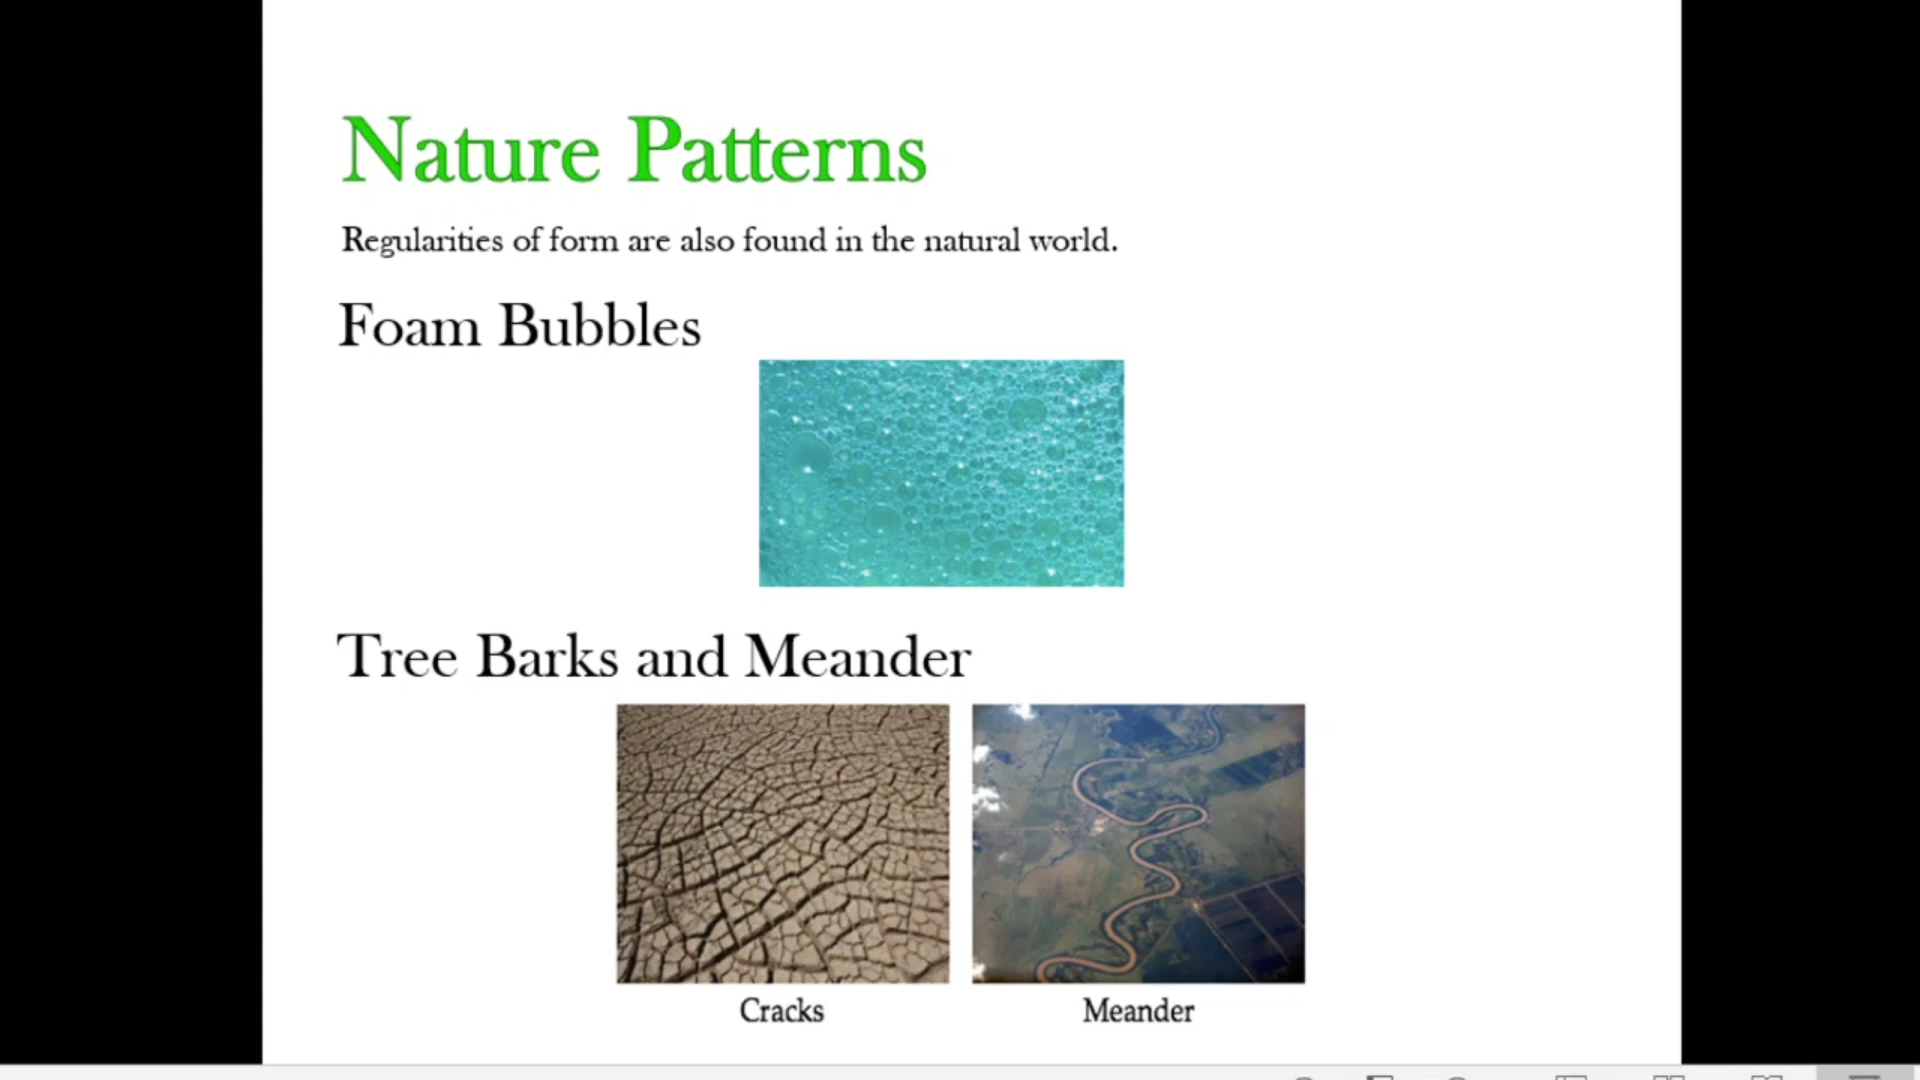 Nature Patterns
Regularities of form are also found in the natural world.
Foam Bubbles
Tree Barks and Meander
Cracks
Meander